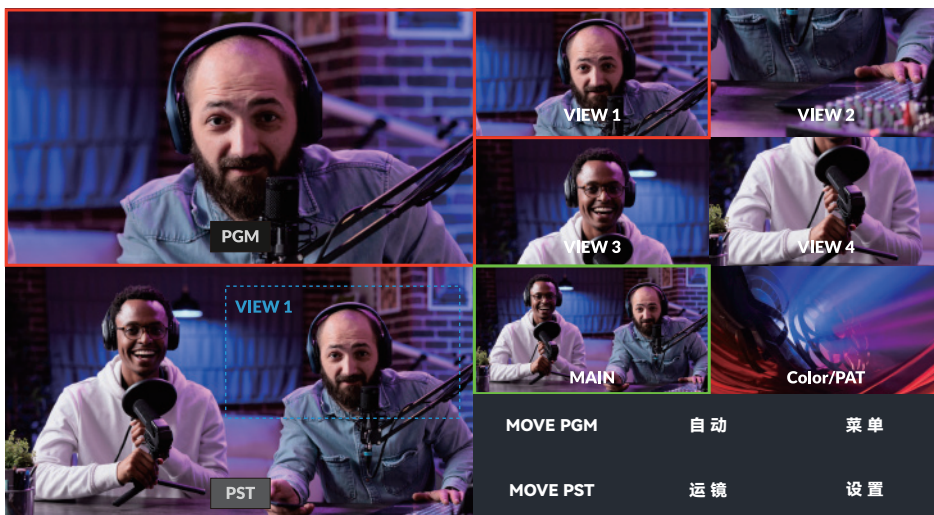 PGM
VIEW 1
VIEW 2
VIEW 3
VIEW 4
VIEW 1
PST
MAIN
Color/PAT
MOVE PGM
自动
菜单
MOVE PST
运镜
设置